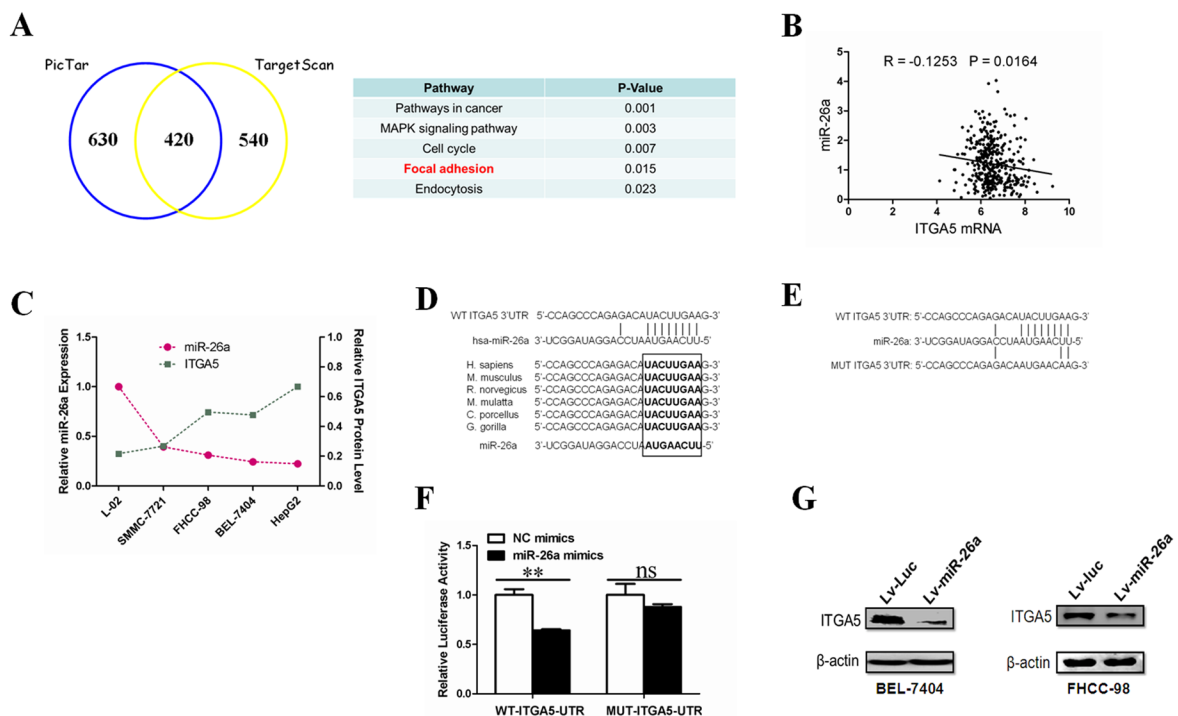 A
PicTar
TargetScan
630
420
540
Pathway P-Value
Pathways in cancer 0.001
MAPK signaling pathway 0.003
Cell cycle 0.007
Focal adhesion 0.015
Endocytosis 0.023
B
R = -0.1253 P = 0.0164
miR-26a
5
4
3
2
1
0
0 2 4 6 8 10
ITGA5 mRNA
C
miR-26a
ITGA5
Relative miR-26a Expression
1.5
1.0
0.5
0.0
Relative ITGA5 Protein Level
1.0
0.8
0.6
0.4
0.2
0.0
L-02
SMMC-7721
FHCC-98
BEL-7404
HepG2
D
WT ITGA5 3'UTR 5'-CCAGCCCAGAGACAUACUUGAAG-3'
hsa-miR-26a 3'-UCGGAUAGGACCUAAUGAACUU-5'
H. sapiens 5'-CCAGCCCAGAGACAUACUUGAAG-3'
M. musculus 5'-CCAGCCCAGAGACAUACUUGAAG-3'
R. norvegicus 5'-CCAGCCCAGAGACAUACUUGAAG-3'
M. mulatta 5'-CCAGCCCAGAGACAUACUUGAAG-3'
C. porcellus 5'-CCAGCCCAGAGACAUACUUGAAG-3'
G. gorilla 5'-CCAGCCCAGAGACAUACUUGAAG-3'
miR-26a 3'-UCGGAUAGGACCUAAUGAACUU-5'
E
WT ITGA5 3'UTR: 5'-CCAGCCCAGAGACAUACUUGAAG-3'
miR-26a: 3'-UCGGAUAGGACCUAAUGAACUU-5'
MUT ITGA5 3'UTR: 5'-CCAGCCCAGAGACAAUGAACAAG-3'
F
NC mimics
miR-26a mimics
Relative Luciferase Activity
1.5
1.0
0.5
0.0
**
ns
WT-ITGA5-UTR
MUT-ITGA5-UTR
G
Lv-Luc
Lv-miR-26a
ITGA5
β-actin
BEL-7404
Lv-luc
Lv-miR-26a
ITGA5
β-actin
FHCC-98